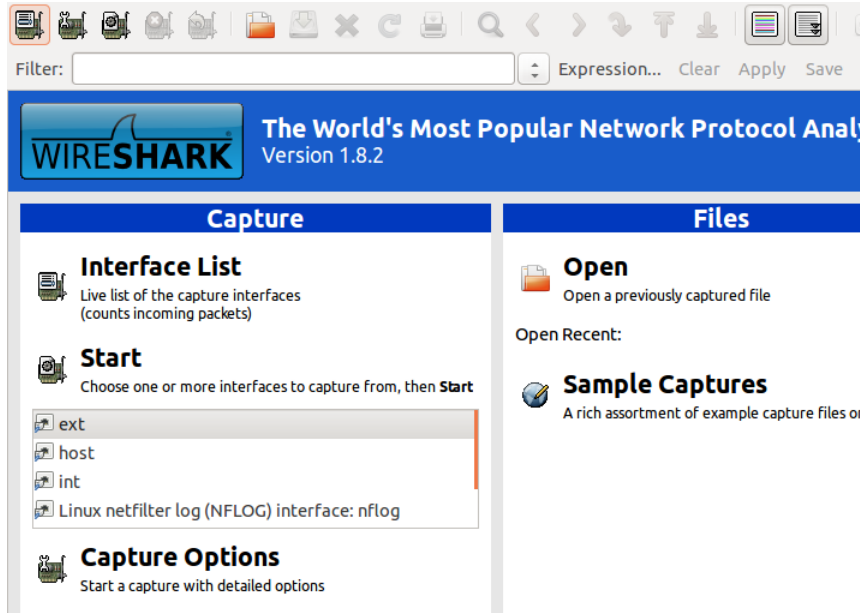 Filter:
Expression... Clear Apply Save
WIRESHARK
The World's Most Popular Network Protocol
Version 1.8.2
Capture
Interface List
Live list of the capture interfaces
(counts incoming packets)
Start
Choose one or more interfaces to capture from, then Start
ext
host
int
Linux netfilter log (NFLOG) interface: nflog
Capture Options
Start a capture with detailed options
Files
Open
Open a previously captured file
Open Recent:
Sample Captures
A rich assortment of example capture files